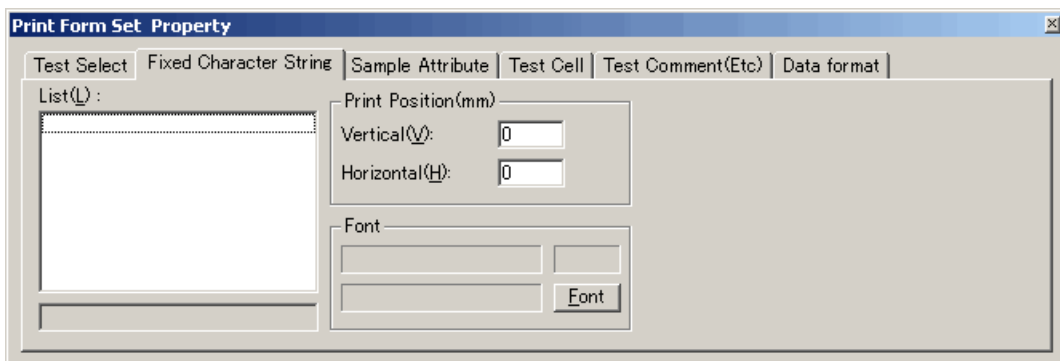 Print Form Set Property
Test Select Fixed Character String Sample Attribute Test Cell Test Comment(Etc) Data format
List(L) :
Print Position(mm)
Vertical(V): 0
Horizontal(H): 0
Font
Font